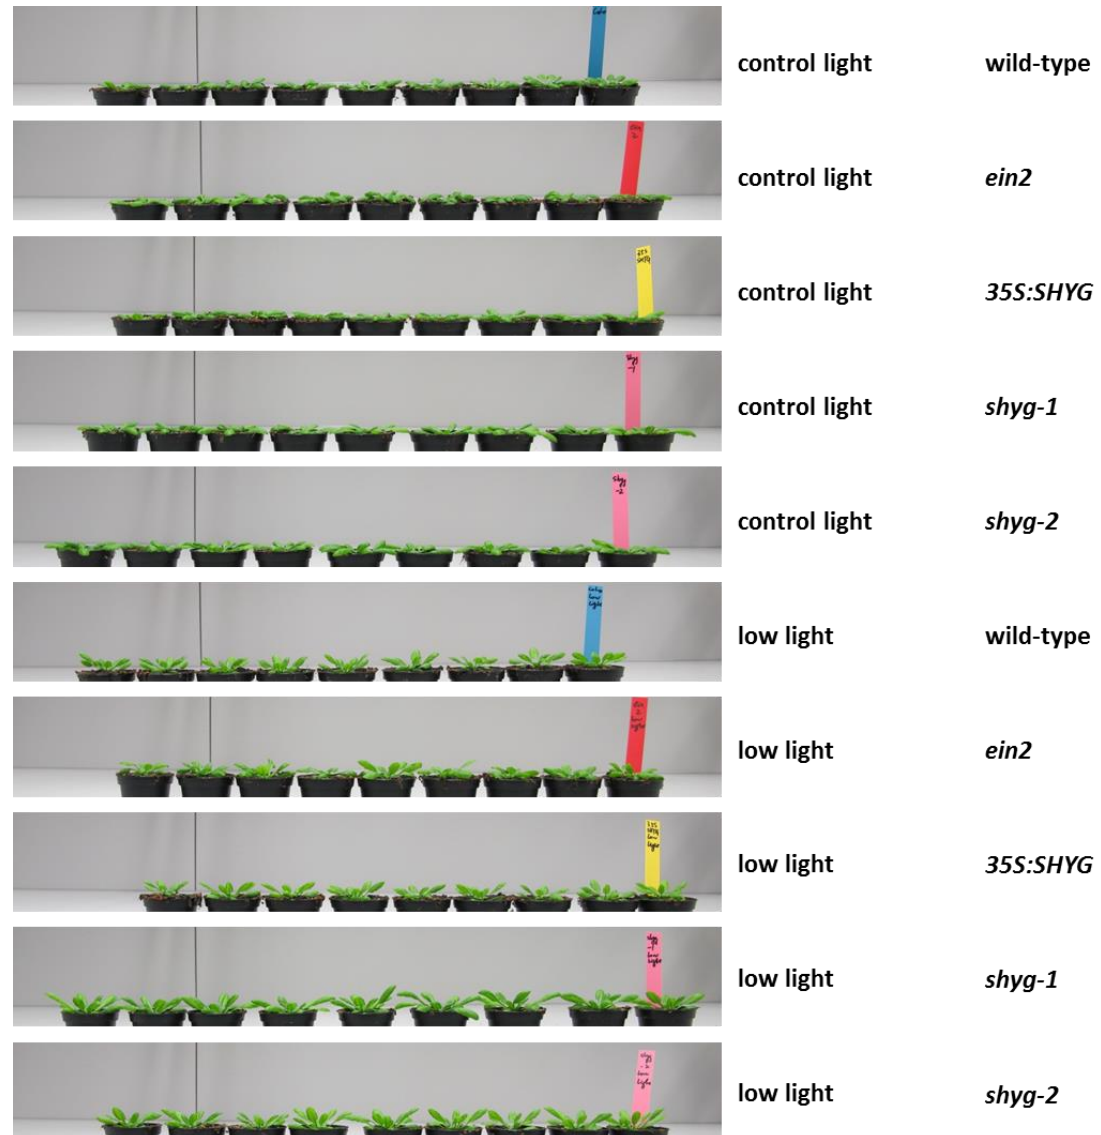 control light wild-type
control light ein2
control light 35S:SHYG
control light shyg-1
control light shyg-2
low light wild-type
low light ein2
low light 35S:SHYG
low light shyg-1
low light shyg-2